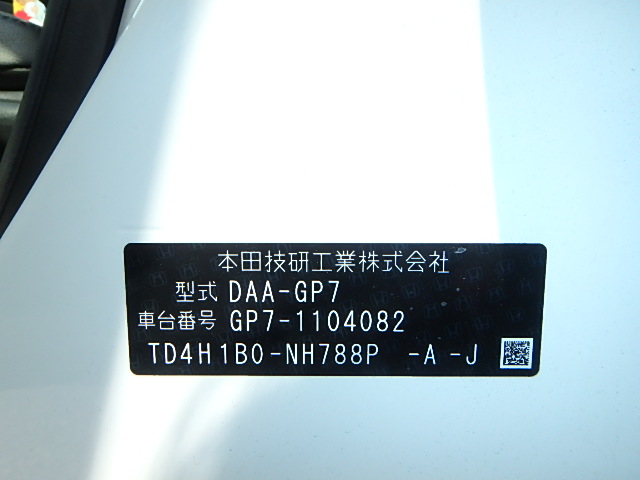 本田技研工業株式会社
型式 DAA-GP7
車台番号 GP7-1104082
TD4H1B0-NH788P -A -J